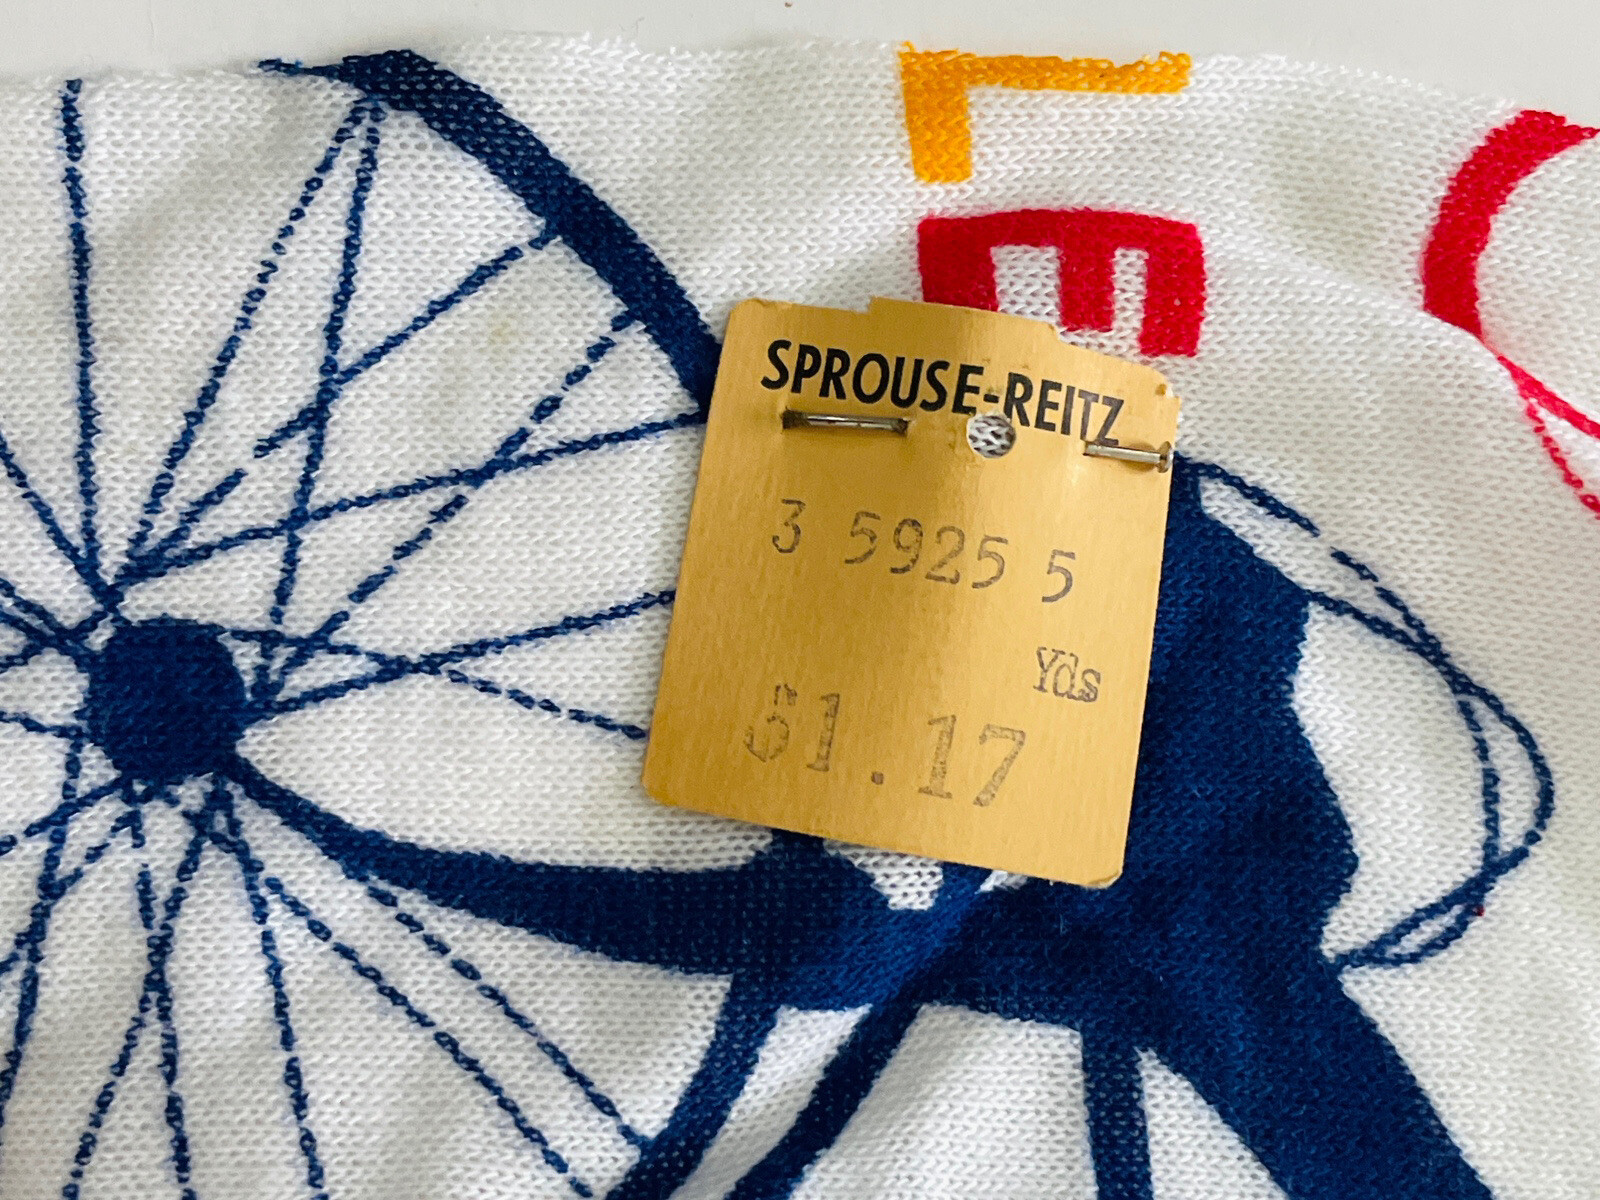 SPROUSE-REITZ
3 5925 5
Yds
$1.17